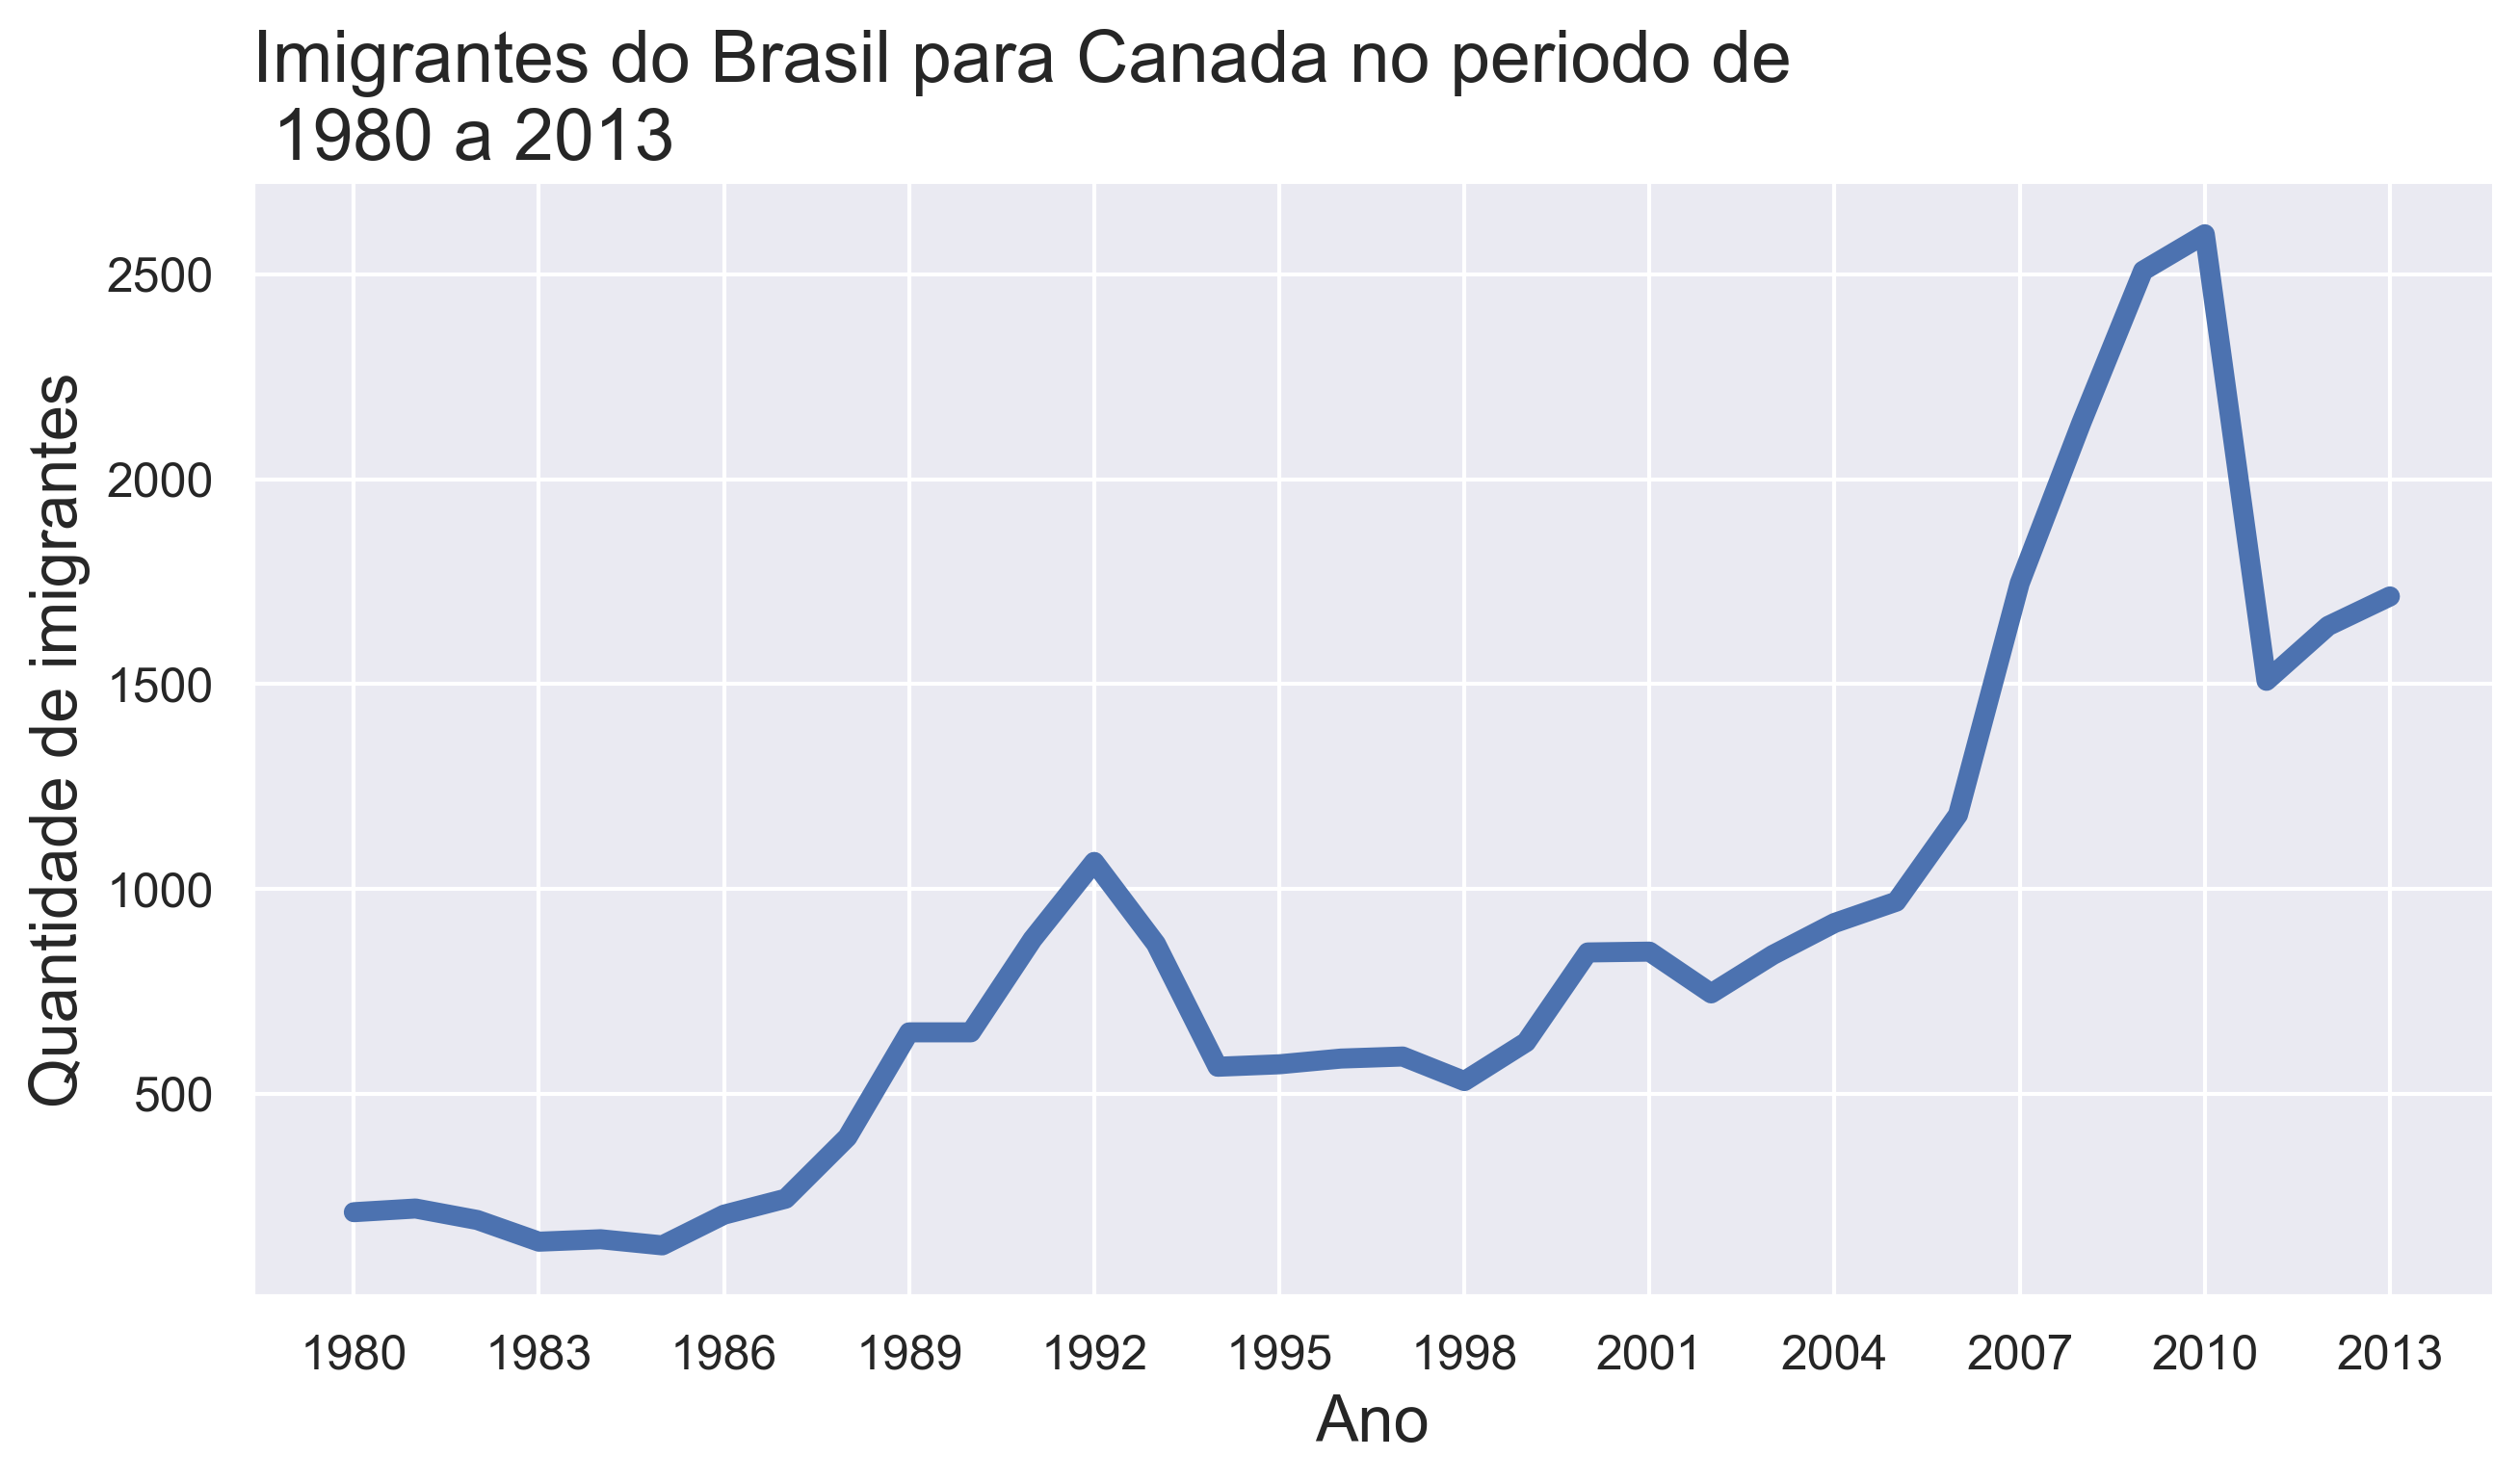 Imigrantes do Brasil para Canada no periodo de
1980 a 2013
Quantidade de imigrantes
2500
2000
1500
1000
500
1980 1983 1986 1989 1992 1995 1998 2001 2004 2007 2010 2013
Ano